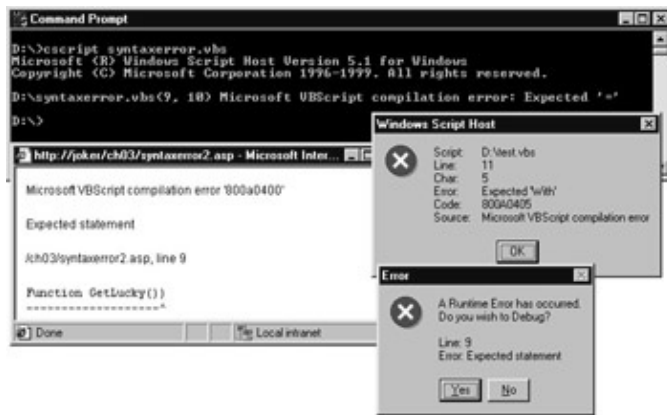 Command Prompt
D:\>cscript syntaxerror.vbs
Microsoft (R) Windows Script Host Version 5.1 for Windows
Copyright (C) Microsoft Corporation 1996-1999. All rights reserved.
D:\syntaxerror.vbs(9, 10) Microsoft VBScript compilation error: Expected '='
D:\>
http://joker/ch03/syntaxerror2.asp - Microsoft Inter...
Microsoft VBScript compilation error '800a0400'
Expected statement
/ch03/syntaxerror2.asp, line 9
Function GetLucky())
-------------------^
Done
Local intranet
Windows Script Host
Script: D:\test.vbs
Line: 11
Char: 5
Error: Expected 'With'
Code: 800A0405
Source: Microsoft VBScript compilation error
OK
Error
A Runtime Error has occurred.
Do you wish to Debug?
Line: 9
Error: Expected statement
Yes
No